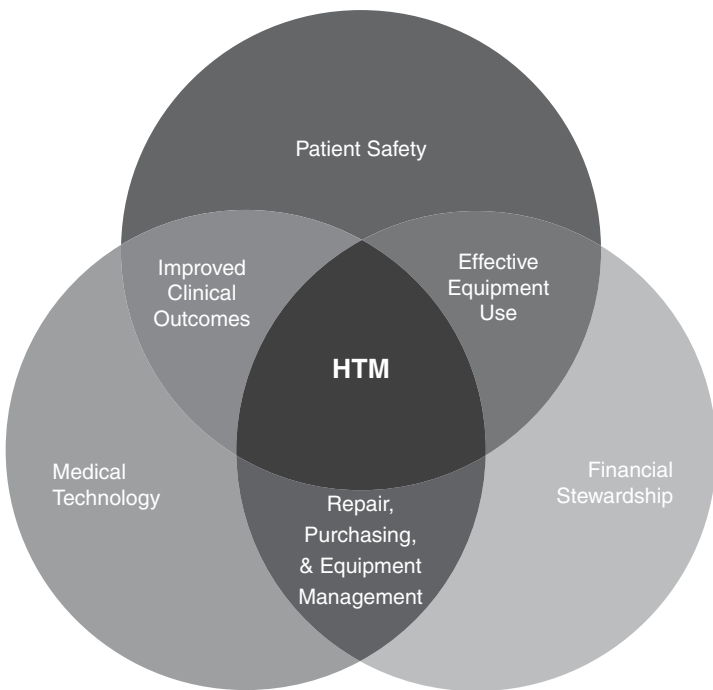 Patient Safety
Improved
Clinical
Outcomes
Effective
Equipment
Use
HTM
Medical
Technology
Financial
Stewardship
Repair,
Purchasing,
& Equipment
Management